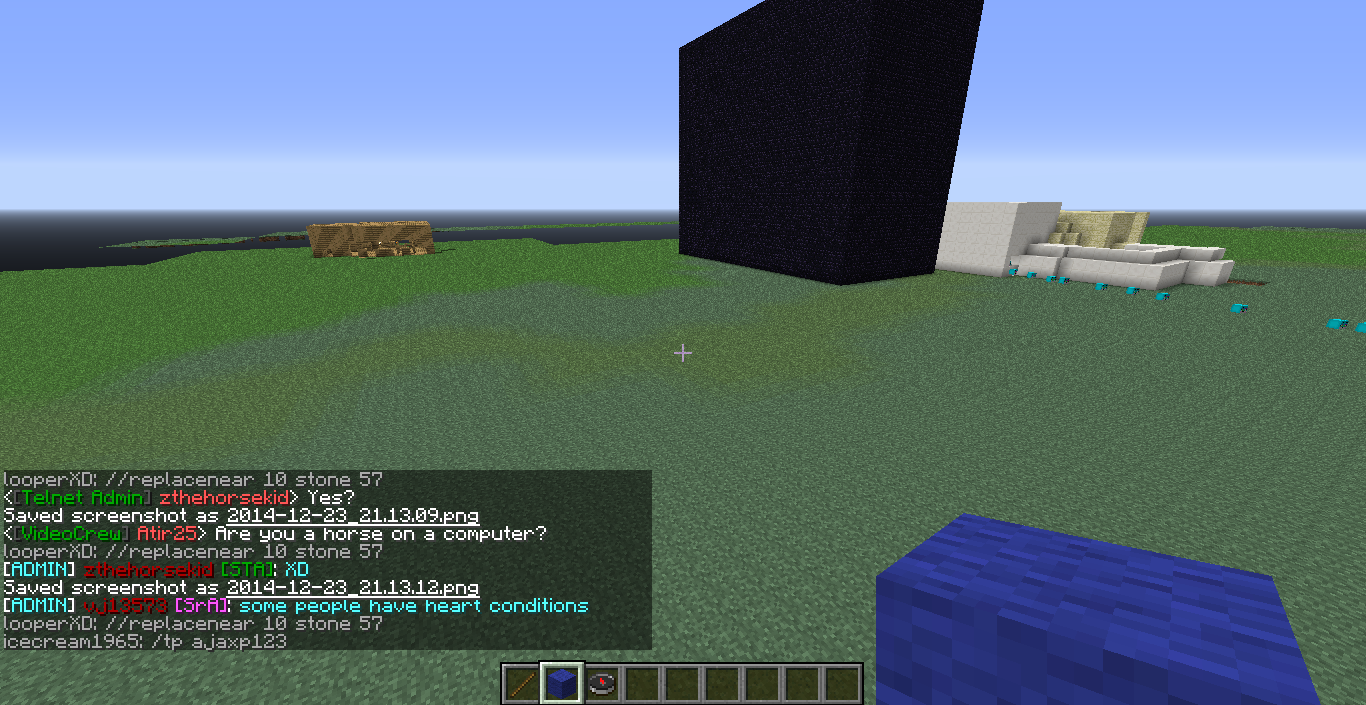 looperXD: //replacenear 10 stone 57
<[Telnet Admin] zthehorsekid> Yes?
Saved screenshot as 2014-12-23_21.13.09.png
<[VideoCrew] Atir25> Are you a horse on a computer?
looperXD: //replacenear 10 stone 57
[ADMIN] zthehorsekid [STA]: XD
Saved screenshot as 2014-12-23_21.13.12.png
[ADMIN] vj13573 [SrA]: some people have heart conditions
looperXD: //replacenear 10 stone 57
icecream1965: /tp ajaxp123